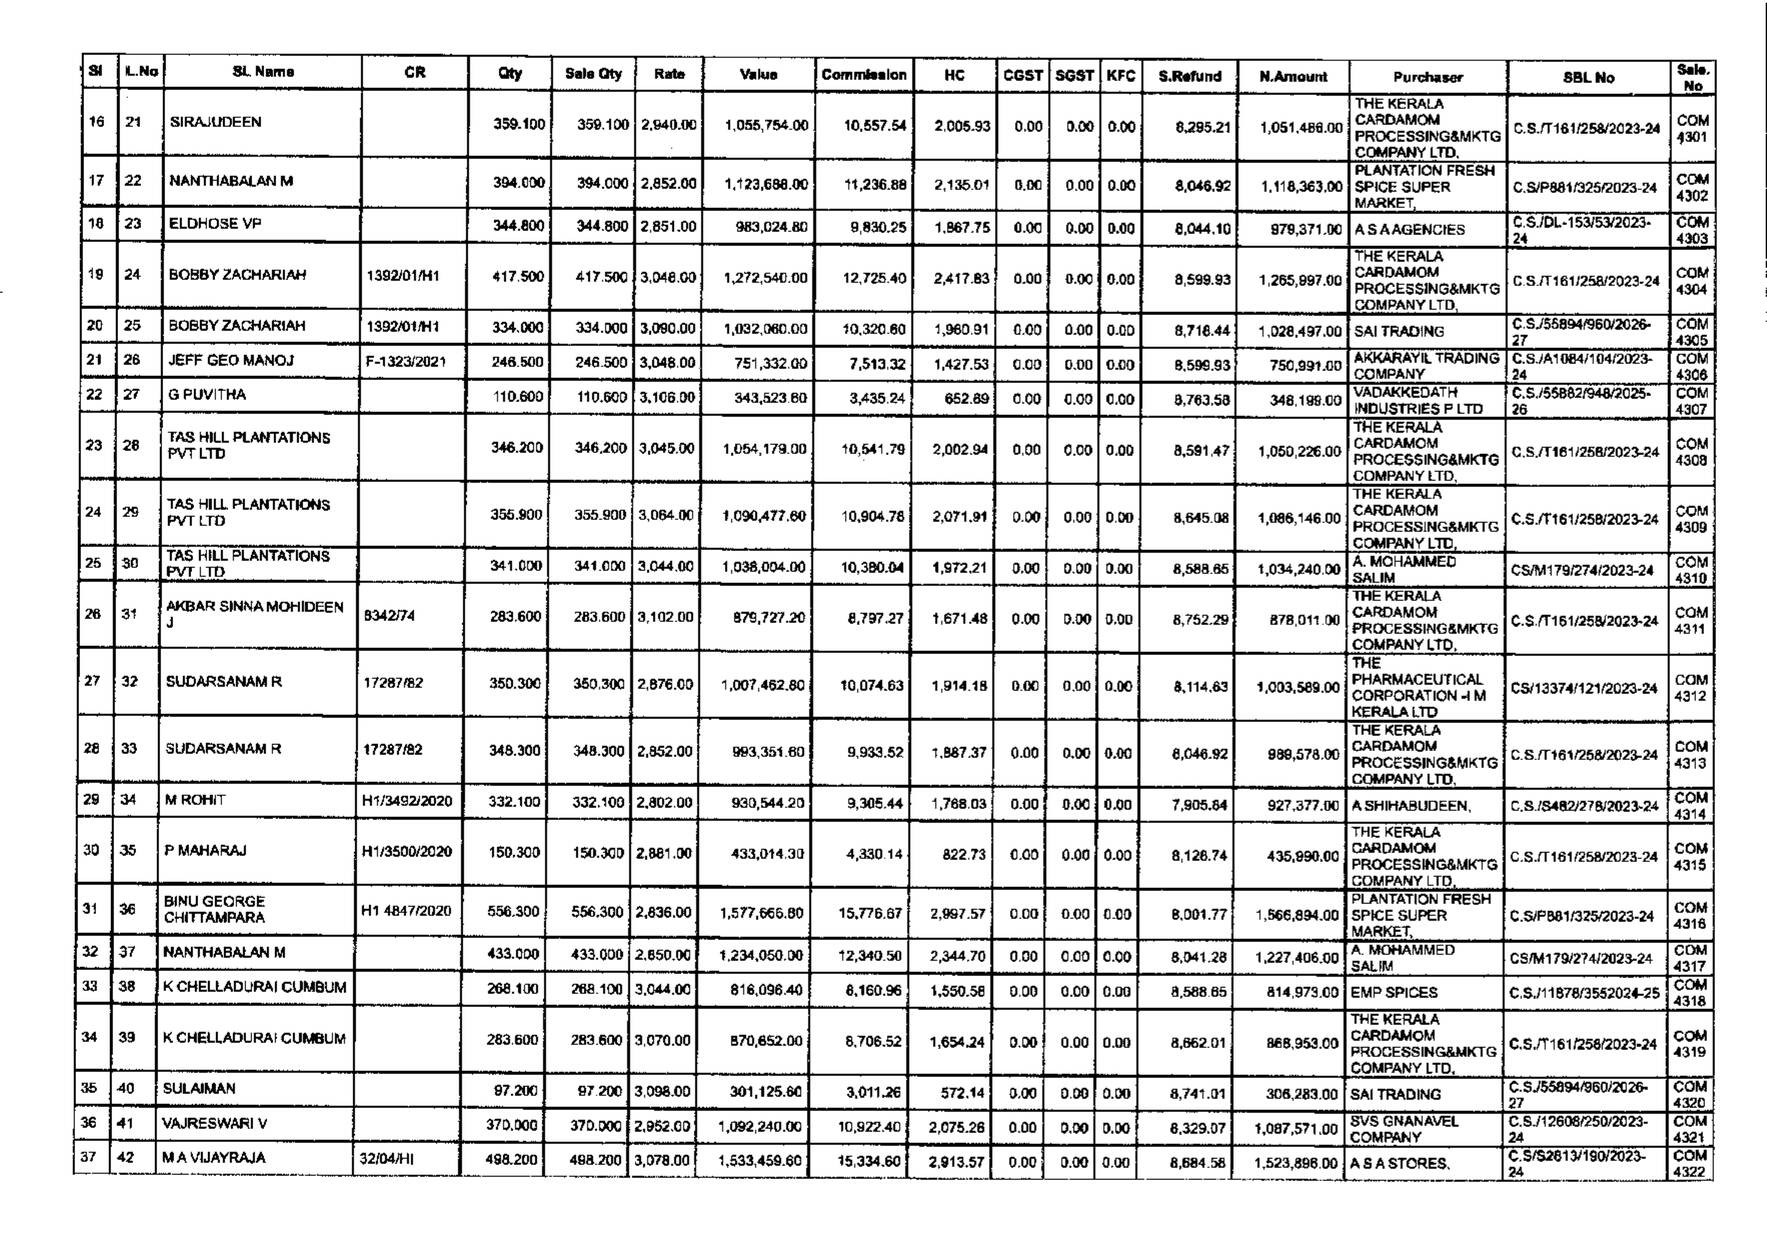 Sl L.No SL Name CR Qty Sale Qty Rate Value Commission HC CGST SGST KFC S.Refund N.Amount Purchaser SBL No Sale. No
16 21 SIRAJUDEEN 359.100 359.100 2,940.00 1,055,754.00 10,557.54 2,005.93 0.00 0.00 0.00 8,295.21 1,051,486.00 THE KERALA CARDAMOM PROCESSING&MKTG COMPANY LTD, C.S./T161/258/2023-24 COM 4301
17 22 NANTHABALAN M 394.000 394.000 2,852.00 1,123,688.00 11,236.88 2,135.01 0.00 0.00 0.00 8,046.92 1,118,363.00 PLANTATION FRESH SPICE SUPER MARKET, C.S/P881/325/2023-24 COM 4302
18 23 ELDHOSE VP 344.800 344.800 2,851.00 983,024.80 9,830.25 1,867.75 0.00 0.00 0.00 8,044.10 979,371.00 A S A AGENCIES C.S./DL-153/53/2023-24 COM 4303
19 24 BOBBY ZACHARIAH 1392/01/H1 417.500 417.500 3,048.00 1,272,540.00 12,725.40 2,417.83 0.00 0.00 0.00 8,599.93 1,265,997.00 THE KERALA CARDAMOM PROCESSING&MKTG COMPANY LTD, C.S./T161/258/2023-24 COM 4304
20 25 BOBBY ZACHARIAH 1392/01/H1 334.000 334.000 3,090.00 1,032,060.00 10,320.60 1,960.91 0.00 0.00 0.00 8,718.44 1,028,497.00 SAI TRADING C.S./55894/960/2026-27 COM 4305
21 26 JEFF GEO MANOJ F-1323/2021 246.500 246.500 3,048.00 751,332.00 7,513.32 1,427.53 0.00 0.00 0.00 8,599.93 750,991.00 AKKARAYIL TRADING COMPANY C.S./A1084/104/2023-24 COM 4306
22 27 G PUVITHA 110.600 110.600 3,106.00 343,523.60 3,435.24 652.69 0.00 0.00 0.00 8,763.58 348,199.00 VADAKKEDATH INDUSTRIES P LTD C.S./55882/948/2025-26 COM 4307
23 28 TAS HILL PLANTATIONS PVT LTD 346.200 346.200 3,045.00 1,054,179.00 10,541.79 2,002.94 0.00 0.00 0.00 8,591.47 1,050,226.00 THE KERALA CARDAMOM PROCESSING&MKTG COMPANY LTD, C.S./T161/258/2023-24 COM 4308
24 29 TAS HILL PLANTATIONS PVT LTD 355.900 355.900 3,064.00 1,090,477.60 10,904.78 2,071.91 0.00 0.00 0.00 8,645.08 1,086,146.00 THE KERALA CARDAMOM PROCESSING&MKTG COMPANY LTD, C.S./T161/258/2023-24 COM 4309
25 30 TAS HILL PLANTATIONS PVT LTD 341.000 341.000 3,044.00 1,038,004.00 10,380.04 1,972.21 0.00 0.00 0.00 8,588.65 1,034,240.00 A. MOHAMMED SALIM CS/M179/274/2023-24 COM 4310
26 31 AKBAR SINNA MOHIDEEN J 8342/74 283.600 283.600 3,102.00 879,727.20 8,797.27 1,671.48 0.00 0.00 0.00 8,752.29 878,011.00 THE KERALA CARDAMOM PROCESSING&MKTG COMPANY LTD, C.S./T161/258/2023-24 COM 4311
27 32 SUDARSANAM R 17287/82 350.300 350.300 2,876.00 1,007,462.80 10,074.63 1,914.18 0.00 0.00 0.00 8,114.63 1,003,589.00 THE PHARMACEUTICAL CORPORATION -I M KERALA LTD CS/13374/121/2023-24 COM 4312
28 33 SUDARSANAM R 17287/82 348.300 348.300 2,852.00 993,351.60 9,933.52 1,887.37 0.00 0.00 0.00 8,046.92 989,578.00 THE KERALA CARDAMOM PROCESSING&MKTG COMPANY LTD, C.S./T161/258/2023-24 COM 4313
29 34 M ROHIT H1/3492/2020 332.100 332.100 2,802.00 930,544.20 9,305.44 1,768.03 0.00 0.00 0.00 7,905.84 927,377.00 A SHIHABUDEEN, C.S./S482/278/2023-24 COM 4314
30 35 P MAHARAJ H1/3500/2020 150.300 150.300 2,881.00 433,014.30 4,330.14 822.73 0.00 0.00 0.00 8,128.74 435,990.00 THE KERALA CARDAMOM PROCESSING&MKTG COMPANY LTD, C.S./T161/258/2023-24 COM 4315
31 36 BINU GEORGE CHITTAMPARA H1 4847/2020 556.300 556.300 2,836.00 1,577,666.80 15,776.67 2,997.57 0.00 0.00 0.00 8,001.77 1,566,894.00 PLANTATION FRESH SPICE SUPER MARKET, C.S/P881/325/2023-24 COM 4316
32 37 NANTHABALAN M 433.000 433.000 2,850.00 1,234,050.00 12,340.50 2,344.70 0.00 0.00 0.00 8,041.28 1,227,406.00 A. MOHAMMED SALIM CS/M179/274/2023-24 COM 4317
33 38 K CHELLADURAI CUMBUM 268.100 268.100 3,044.00 816,096.40 8,160.96 1,550.58 0.00 0.00 0.00 8,588.65 814,973.00 EMP SPICES C.S./11878/3552024-25 COM 4318
34 39 K CHELLADURAI CUMBUM 283.600 283.600 3,070.00 870,652.00 8,706.52 1,654.24 0.00 0.00 0.00 8,662.01 868,953.00 THE KERALA CARDAMOM PROCESSING&MKTG COMPANY LTD, C.S./T161/258/2023-24 COM 4319
35 40 SULAIMAN 97.200 97.200 3,098.00 301,125.60 3,011.26 572.14 0.00 0.00 0.00 8,741.01 306,283.00 SAI TRADING C.S./55894/960/2026-27 COM 4320
36 41 VAJRESWARI V 370.000 370.000 2,952.00 1,092,240.00 10,922.40 2,075.26 0.00 0.00 0.00 8,329.07 1,087,571.00 SVS GNANAVEL COMPANY C.S./12608/250/2023-24 COM 4321
37 42 M A VIJAYRAJA 32/04/HI 498.200 498.200 3,078.00 1,533,459.60 15,334.60 2,913.57 0.00 0.00 0.00 8,684.58 1,523,896.00 A S A STORES, C.S/S2613/190/2023-24 COM 4322